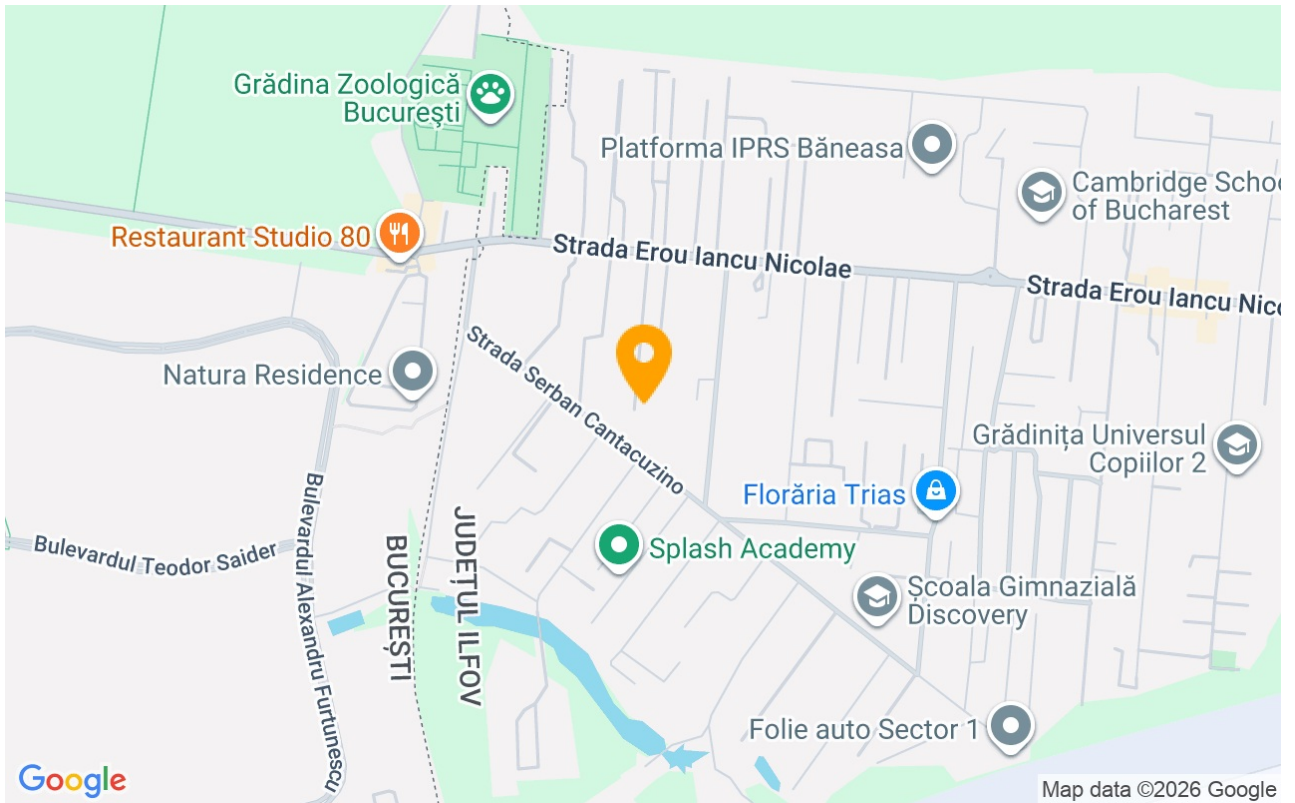 Grădina Zoologică
Bucureşti
Platforma IPRS Băneasa
Cambridge Schoo
of Bucharest
Restaurant Studio 80
Strada Erou Iancu Nicolae
Strada Erou Iancu Nico
Strada Serban Cantacuzino
Natura Residence
Grădinița Universul
Copiilor 2
Florăria Trias
Bulevardul Teodor Saider
Bulevardul Alexandru Furtunescu
BUCUREȘTI
JUDEȚUL ILFOV
Splash Academy
Școala Gimnazială
Discovery
Folie auto Sector 1
Google
Map data ©2026 Google